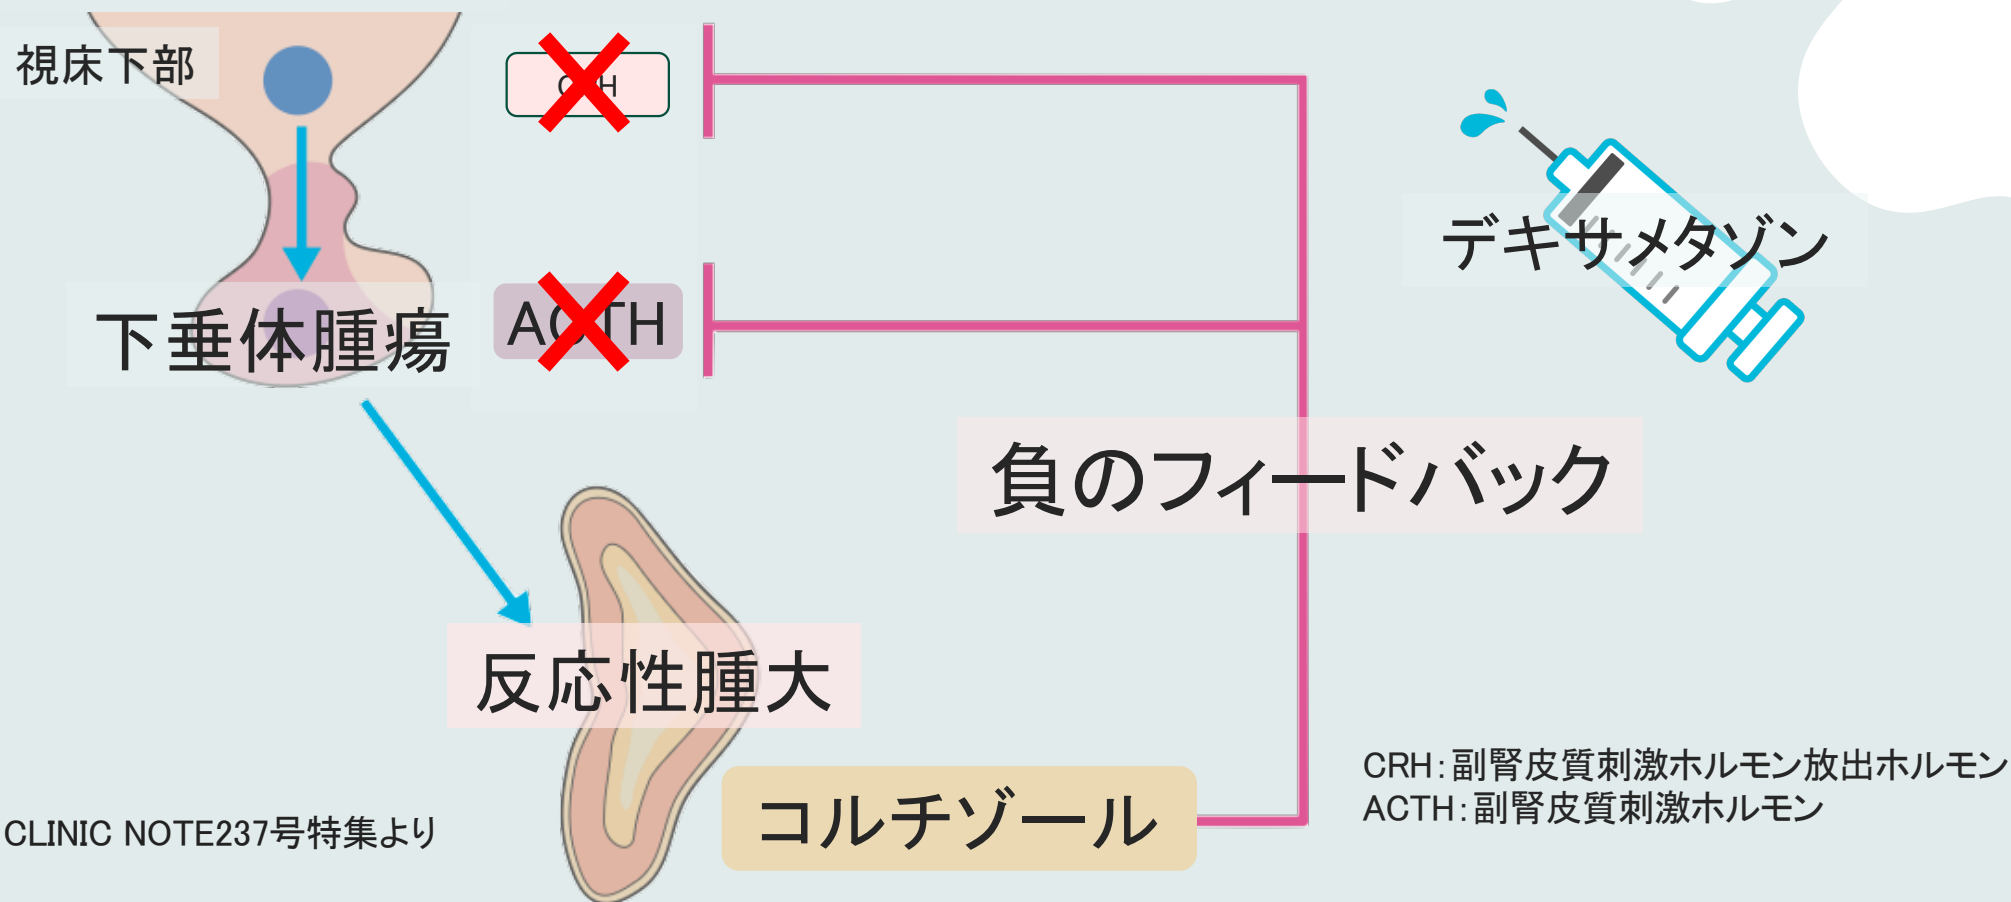 視床下部
CRH
デキサメタゾン
下垂体腫瘍
ACTH
負のフィードバック
反応性腫大
コルチゾール
CRH：副腎皮質刺激ホルモン放出ホルモン
ACTH：副腎皮質刺激ホルモン
CLINIC NOTE237号特集より